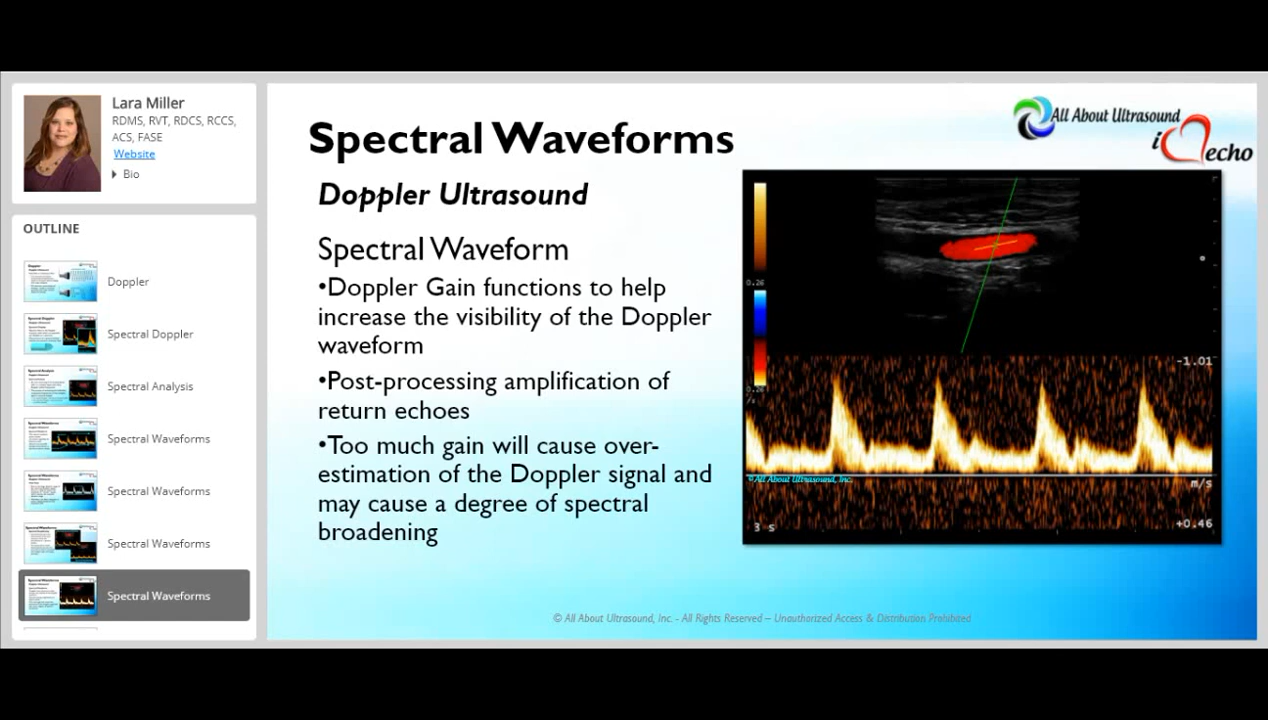 Lara Miller
RDMS, RVT, RDCS, RCCS,
ACS, FASE
Website
Bio
OUTLINE
Doppler
Spectral Doppler
Spectral Analysis
Spectral Waveforms
Spectral Waveforms
Spectral Waveforms
Spectral Waveforms
All About Ultrasound
i echo
Spectral Waveforms
Doppler Ultrasound
Spectral Waveform
•Doppler Gain functions to help
increase the visibility of the Doppler
waveform
•Post-processing amplification of
return echoes
•Too much gain will cause over-
estimation of the Doppler signal and
may cause a degree of spectral
broadening
0.26
-1.01
©All About Ultrasound, Inc.
m/s
3 s
+0.46
© All About Ultrasound, Inc. - All Rights Reserved – Unauthorized Access & Distribution Prohibited